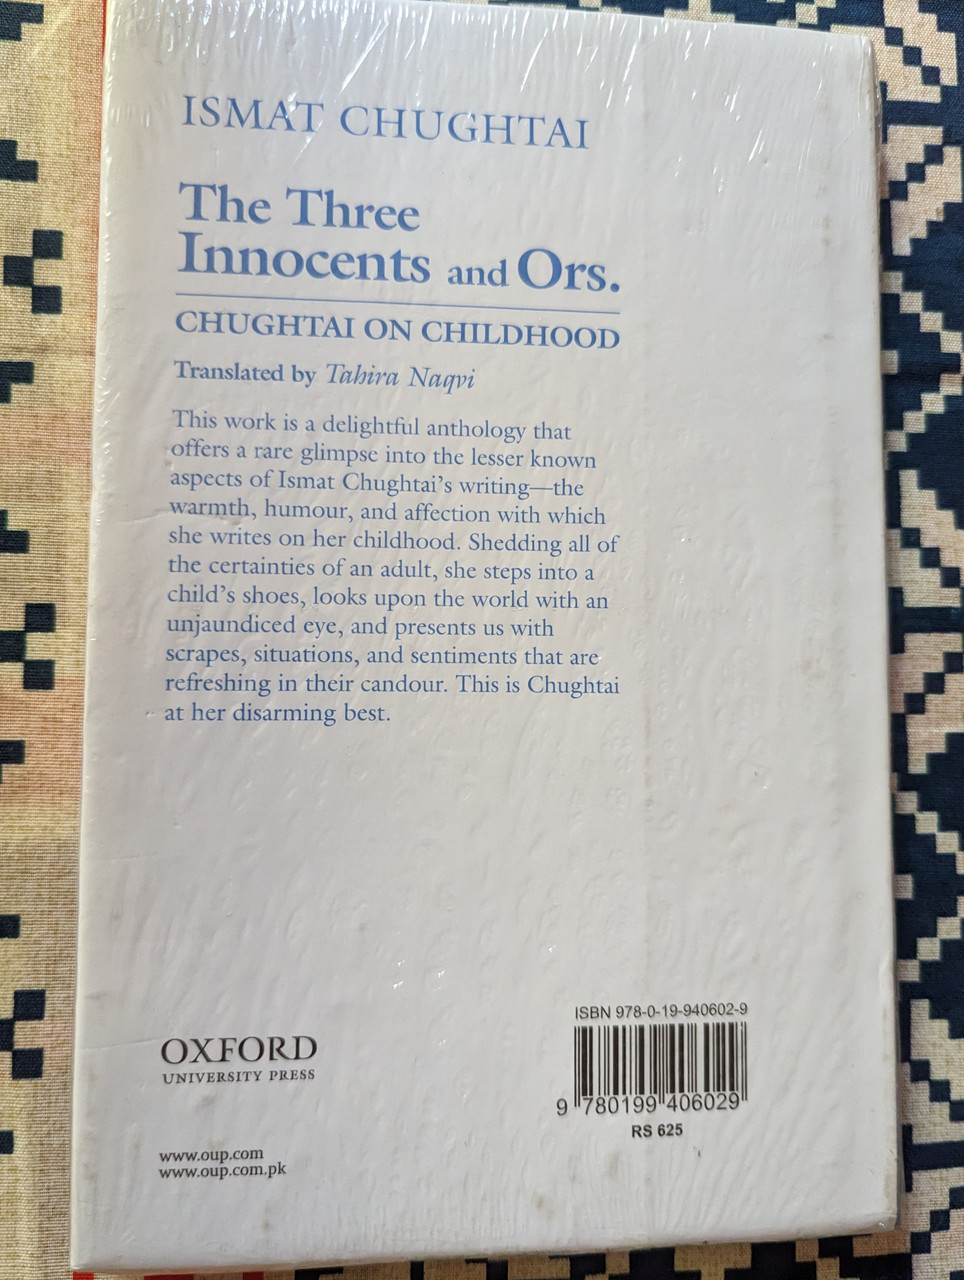 ISMAT CHUGHTAI
The Three
Innocents and Ors.
CHUGHTAI ON CHILDHOOD
Translated by Tahira Naqvi
This work is a delightful anthology that
offers a rare glimpse into the lesser known
aspects of Ismat Chughtai's writing—the
warmth, humour, and affection with which
she writes on her childhood. Shedding all of
the certainties of an adult, she steps into a
child's shoes, looks upon the world with an
unjaundiced eye, and presents us with
scrapes, situations, and sentiments that are
refreshing in their candour. This is Chughtai
at her disarming best.
ISBN 978-0-19-940602-9
9 780199 406029
RS 625
OXFORD
UNIVERSITY PRESS
www.oup.com
www.oup.com.pk